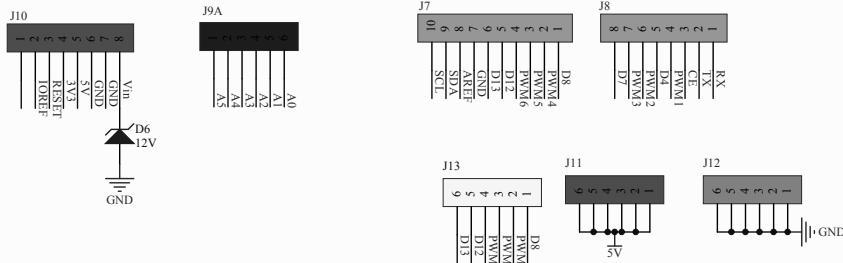 J10
1 2 3 4 5 6 7 8
IOREF
RESET
3V3
5V
GND
GND
Vin
D6
12V
GND
J9A
1 2 3 4 5 6
A5
A4
A3
A2
A1
A0
J7
10 9 8 7 6 5 4 3 2 1
SCL
SDA
AREF
GND
D13
D12
PWM6
PWM5
PWM4
D8
J8
8 7 6 5 4 3 2 1
D7
PWM3
PWM2
D4
PWM1
CE
TX
RX
J13
6 5 4 3 2 1
D13
D12
PWM
PWM
PWM
D8
J11
6 5 4 3 2 1
5V
J12
6 5 4 3 2 1
GND